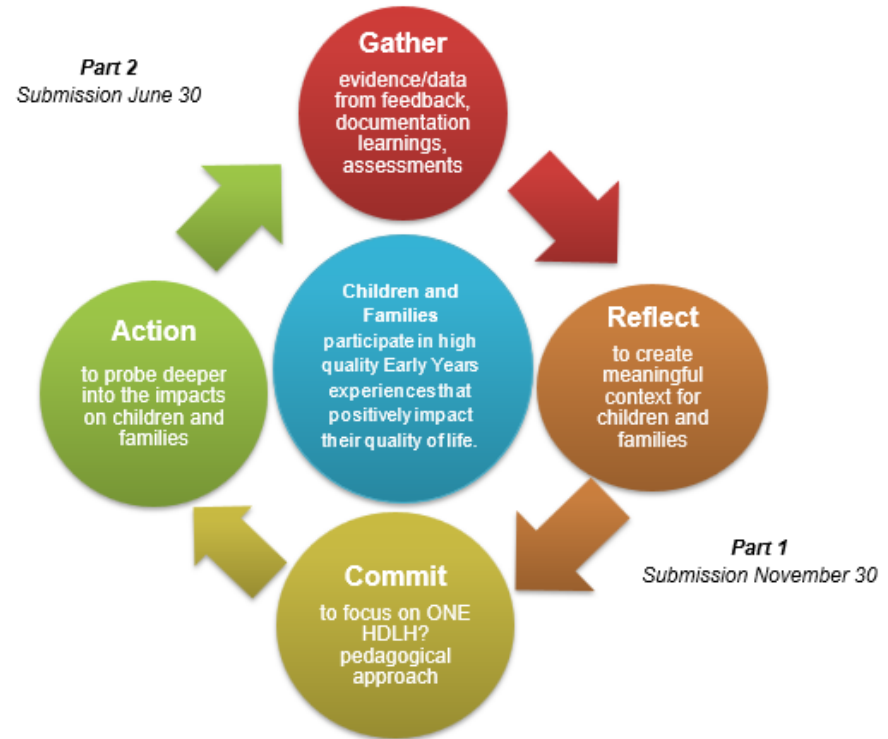 Gather
evidence/data
from feedback,
documentation
learnings,
assessments
Part 2
Submission June 30
Children and
Families
participate in high
quality Early Years
experiences that
positively impact
their quality of life.
Action
to probe deeper
into the impacts
on children and
families
Reflect
to create
meaningful
context for
children and
families
Commit
to focus on ONE
HDLH?
pedagogical
approach
Part 1
Submission November 30